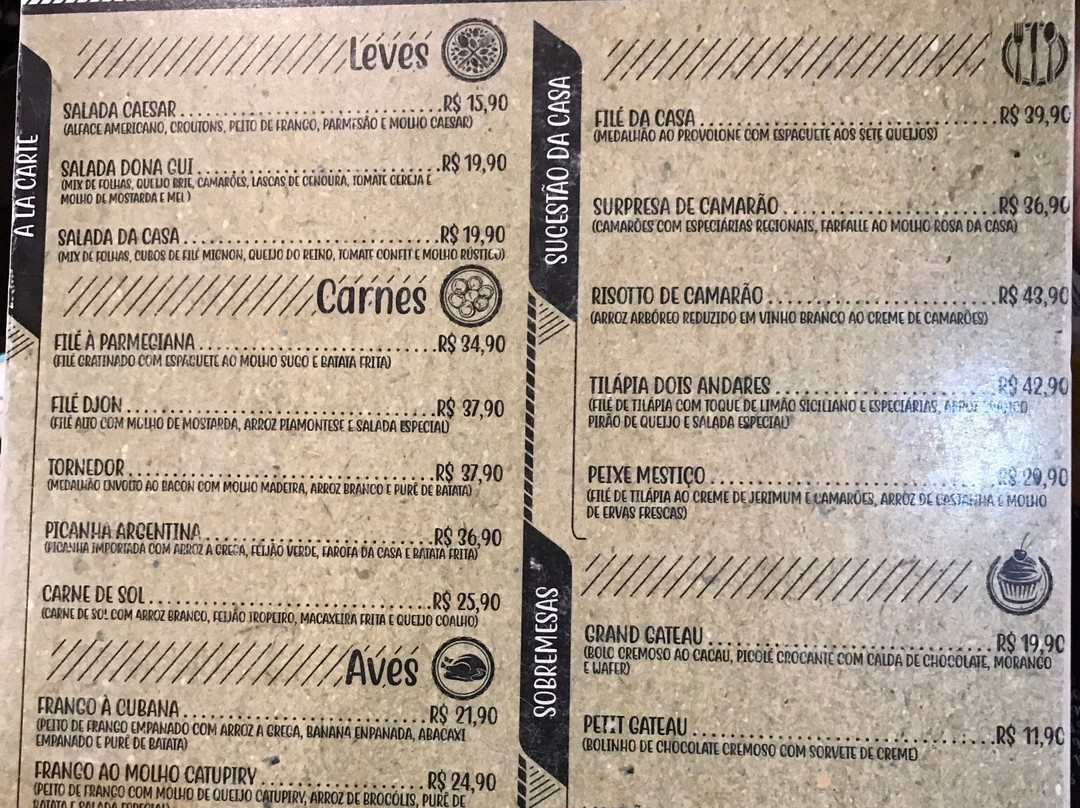 A LA CARTE
Leves
SALADA CAESAR R$ 15,90
(ALFACE AMERICANO, CROUTONS, PEITO DE FRANGO, PARMESÃO E MOLHO CAESAR)
SALADA DONA GUI R$ 19,90
(MIX DE FOLHAS, QUEIJO BRIE, CAMARÕES, LASCAS DE CENOURA, TOMATE CEREJA E
MOLHO DE MOSTARDA E MEL)
SALADA DA CASA R$ 19,90
(MIX DE FOLHAS, CUBOS DE FILÉ MIGNON, QUEIJO DO REINO, TOMATE CONFIT E MOLHO RÚSTICO)
Carnes
FILÉ À PARMEGIANA R$ 34,90
(FILÉ GRATINADO COM ESPAGUETE AO MOLHO SUGO E BATATA FRITA)
FILÉ DJON R$ 37,90
(FILÉ ALTO COM MOLHO DE MOSTARDA, ARROZ PIAMONTESE E SALADA ESPECIAL)
TORNEDOR R$ 37,90
(MEDALHÃO ENVOLTO AO BACON COM MOLHO MADEIRA, ARROZ BRANCO E PURÊ DE BATATA)
PICANHA ARGENTINA R$ 36,90
(PICANHA IMPORTADA COM ARROZ A GREGA, FEIJÃO VERDE, FAROFA DA CASA E BATATA FRITA)
CARNE DE SOL R$ 25,90
(CARNE DE SOL COM ARROZ BRANCO, FEIJÃO TROPEIRO, MACAXEIRA FRITA E QUEIJO COALHO)
Aves
FRANGO À CUBANA R$ 21,90
(PEITO DE FRANGO EMPANADO COM ARROZ A GREGA, BANANA ENPANADA, ABACAXI
EMPANADO E PURÊ DE BATATA)
FRANGO AO MOLHO CATUPIRY R$ 24,90
(PEITO DE FRANGO COM MOLHO DE QUEIJO CATUPIRY, ARROZ DE BROCÓLIS, PURÊ DE
BATATA E SALADA ESPECIAL)
SUGESTÃO DA CASA
FILÉ DA CASA R$ 39,90
(MEDALHÃO AO PROVOLONE COM ESPAGUETE AOS SETE QUEIJOS)
SURPRESA DE CAMARÃO R$ 36,90
(CAMARÕES COM ESPECIÁRIAS REGIONAIS, FARFALLE AO MOLHO ROSA DA CASA)
RISOTTO DE CAMARÃO R$ 43,90
(ARROZ ARBÓREO REDUZIDO EM VINHO BRANCO AO CREME DE CAMARÕES)
TILÁPIA DOIS ANDARES R$ 42,90
(FILÉ DE TILÁPIA COM TOQUE DE LIMÃO SICILIANO E ESPECIÁRIAS, ARROZ
PIRÃO DE QUEIJO E SALADA ESPECIAL)
PEIXE MESTIÇO R$ 29,90
(FILÉ DE TILÁPIA AO CREME DE JERIMUM E CAMARÕES, ARROZ DE CASTANHA E MOLHO
DE ERVAS FRESCAS)
SOBREMESAS
GRAND GATEAU R$ 19,90
(BOLO CREMOSO AO CACAU, PICOLÉ CROCANTE COM CALDA DE CHOCOLATE, MORANGO
E WAFER)
PETIT GATEAU R$ 11,90
(BOLINHO DE CHOCOLATE CREMOSO COM SORVETE DE CREME)